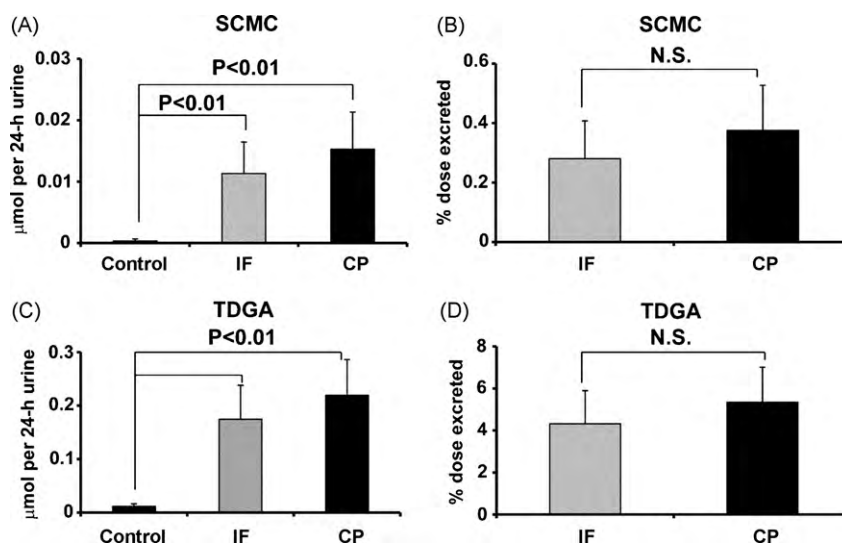 (A)
SCMC
μmol per 24-h urine
0.03
0.02
0.01
0
P<0.01
P<0.01
Control IF CP
(B)
SCMC
% dose excreted
0.6
0.4
0.2
0
N.S.
IF CP
(C)
TDGA
μmol per 24-h urine
0.3
0.2
0.1
0
P<0.01
Control IF CP
(D)
TDGA
% dose excreted
8
6
4
2
0
N.S.
IF CP